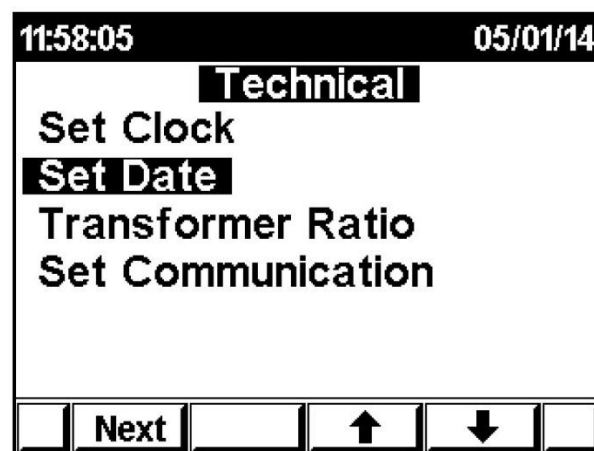 11:58:05 05/01/14
Technical
Set Clock
Set Date
Transformer Ratio
Set Communication
Next